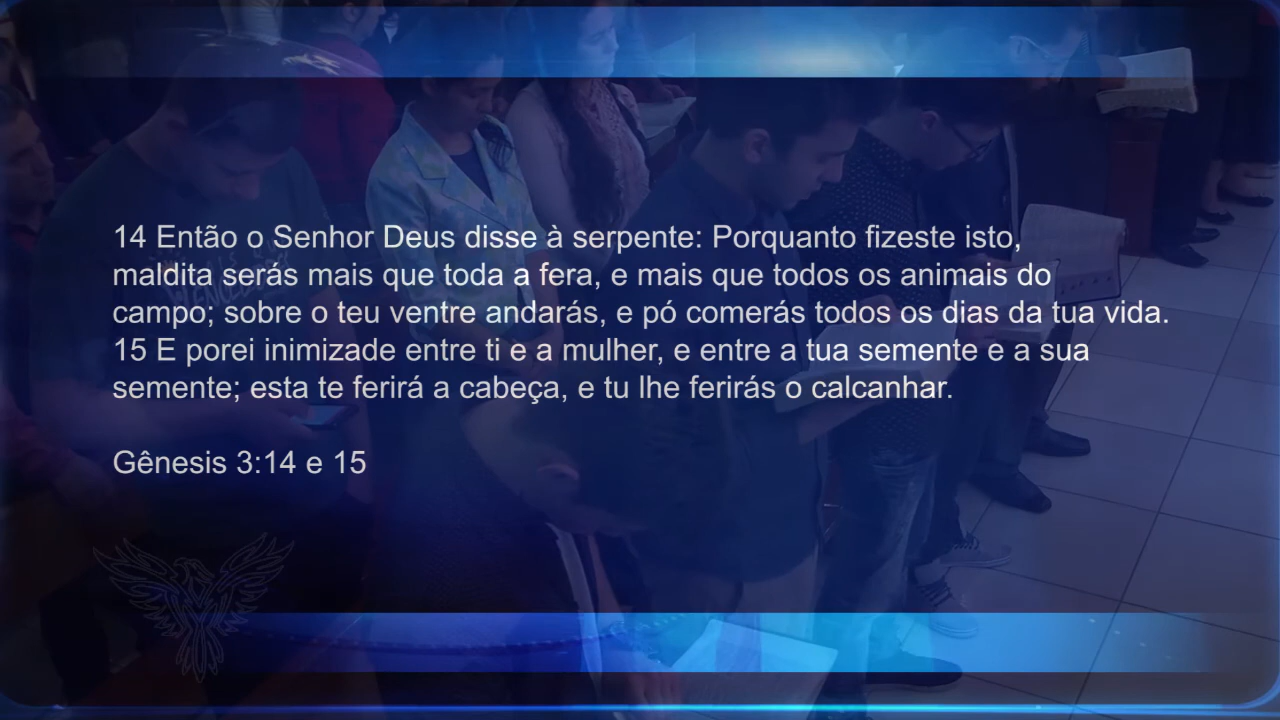 14 Então o Senhor Deus disse à serpente: Porquanto fizeste isto,
maldita serás mais que toda a fera, e mais que todos os animais do
campo; sobre o teu ventre andarás, e pó comerás todos os dias da tua vida.
15 E porei inimizade entre ti e a mulher, e entre a tua semente e a sua
semente; esta te ferirá a cabeça, e tu lhe ferirás o calcanhar.
Gênesis 3:14 e 15